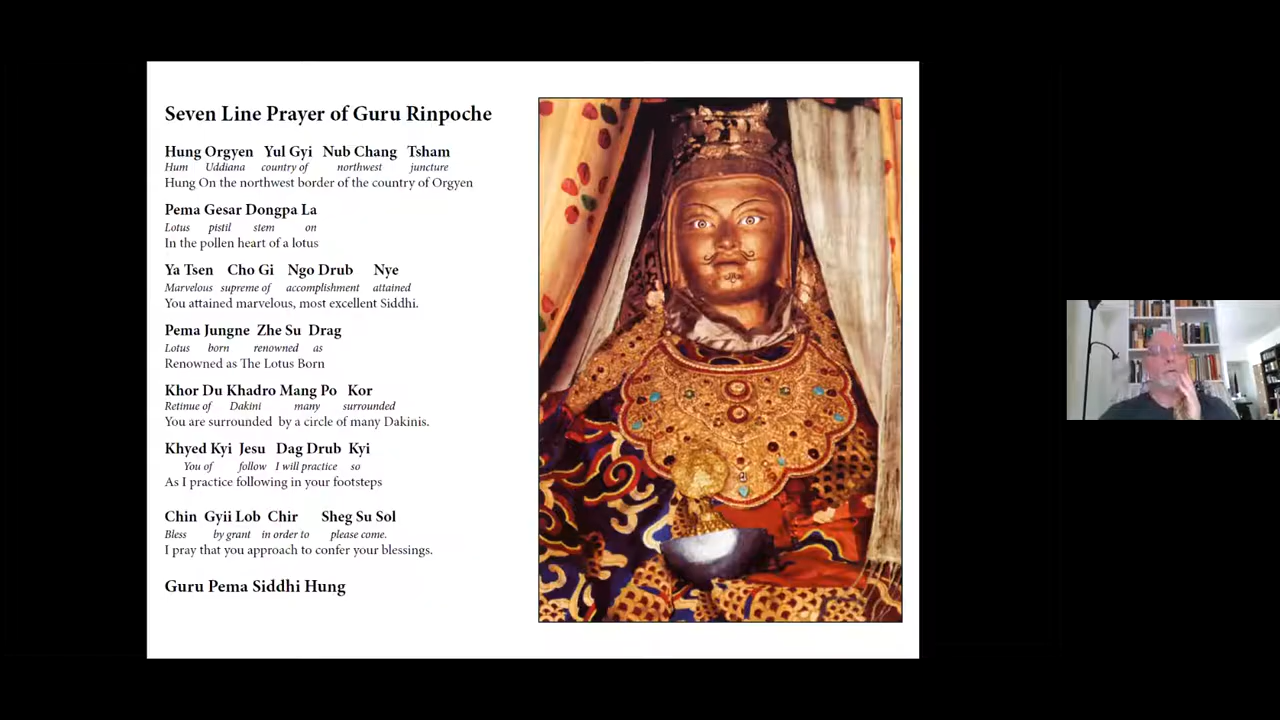 Seven Line Prayer of Guru Rinpoche
Hung Orgyen Yul Gyi Nub Chang Tsham
Hum Uddiana country of northwest juncture
Hung On the northwest border of the country of Orgyen
Pema Gesar Dongpa La
Lotus pistil stem on
In the pollen heart of a lotus
Ya Tsen Cho Gi Ngo Drub Nye
Marvelous supreme of accomplishment attained
You attained marvelous, most excellent Siddhi.
Pema Jungne Zhe Su Drag
Lotus born renowned as
Renowned as The Lotus Born
Khor Du Khadro Mang Po Kor
Retinue of Dakini many surrounded
You are surrounded by a circle of many Dakinis.
Khyed Kyi Jesu Dag Drub Kyi
You of follow I will practice so
As I practice following in your footsteps
Chin Gyii Lob Chir Sheg Su Sol
Bless by grant in order to please come.
I pray that you approach to confer your blessings.
Guru Pema Siddhi Hung